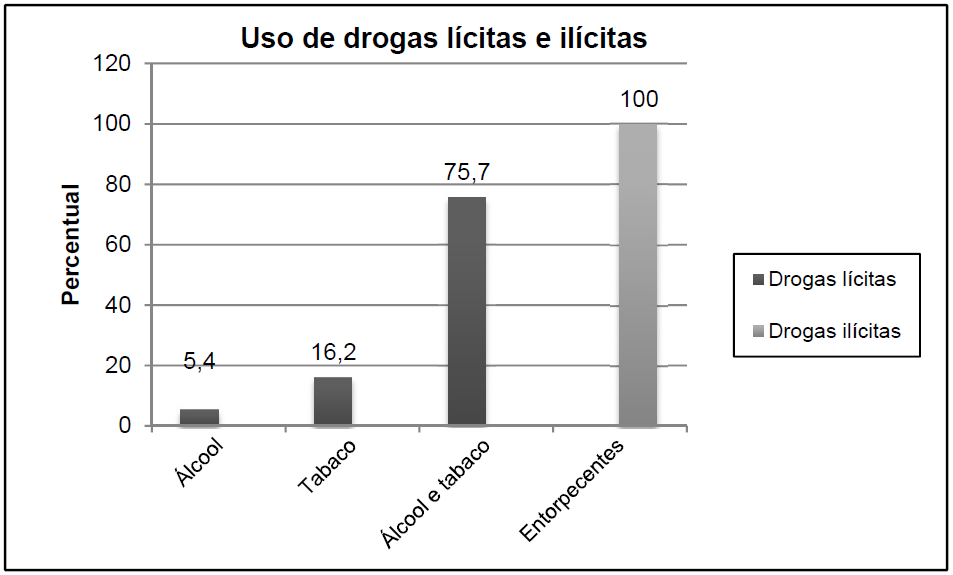 Uso de drogas lícitas e ilícitas
120
100
80
60
40
20
0
Percentual
5,4
16,2
75,7
100
Álcool
Tabaco
Álcool e tabaco
Entorpecentes
Drogas lícitas
Drogas ilícitas